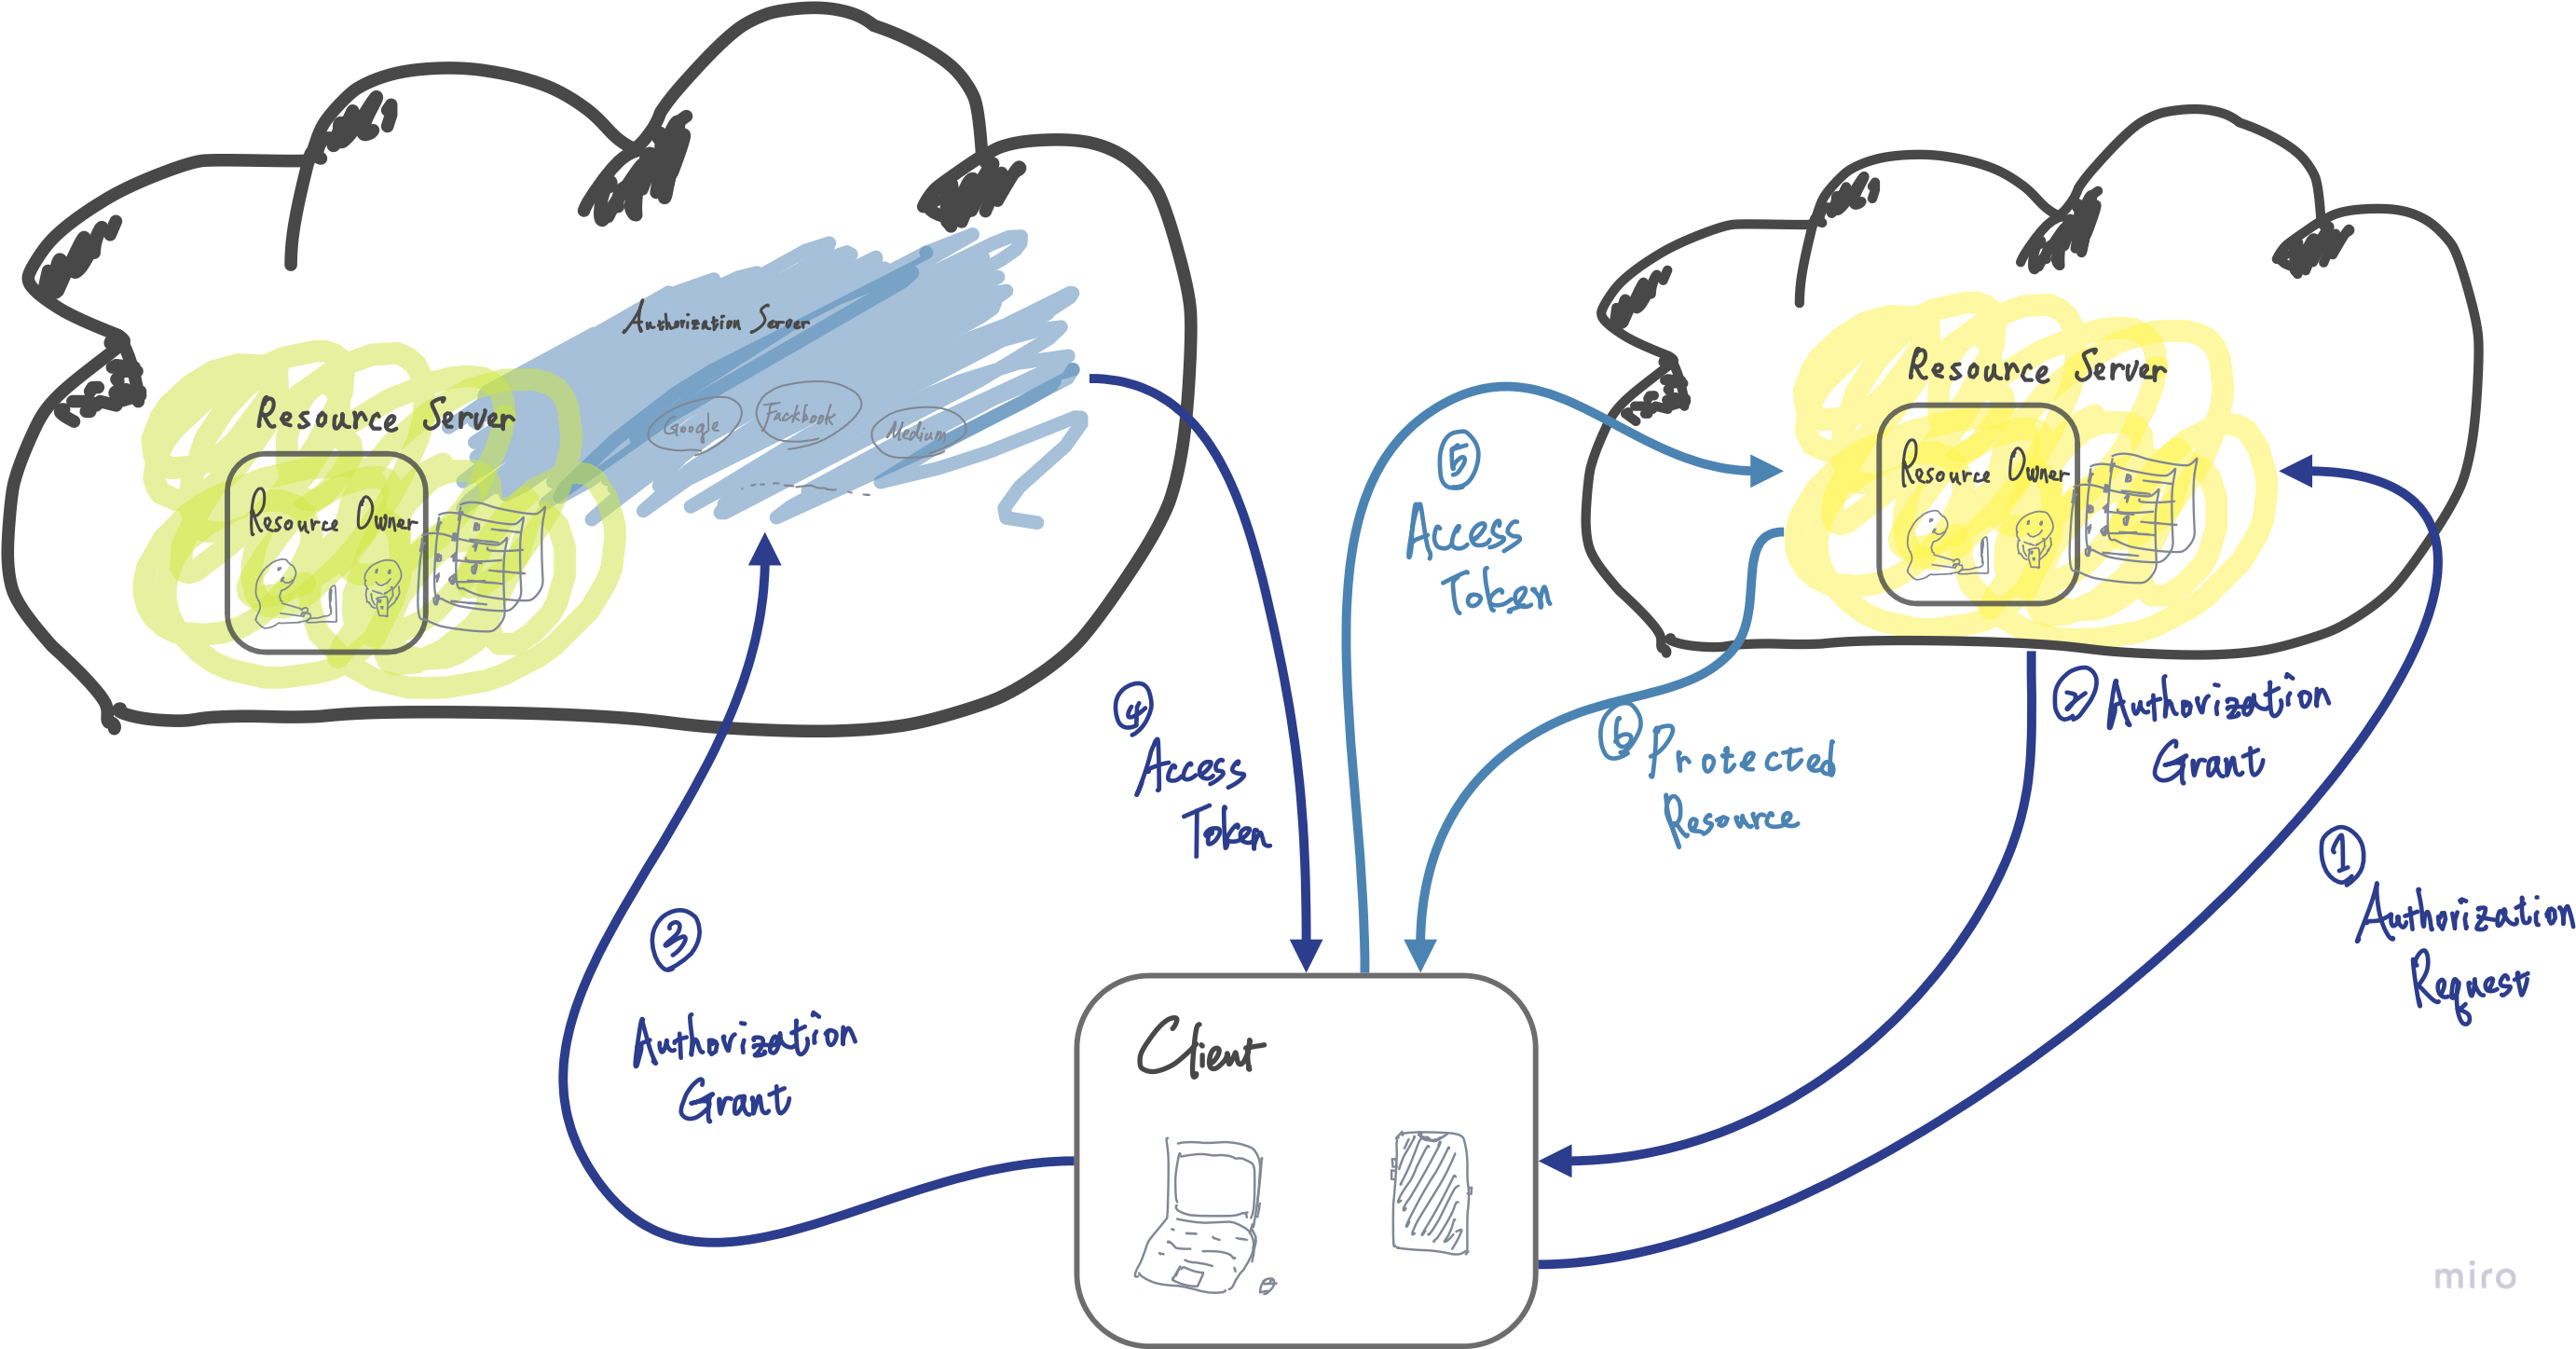 Authorization Server
Resource Server
Google
Fackbook
Medium
Resource Owner
Resource Server
Resource Owner
5
Access
Token
4
Access
Token
6 Protected
Resource
2 Authorization
Grant
1
Authorization
Request
3
Authorization
Grant
Client
miro